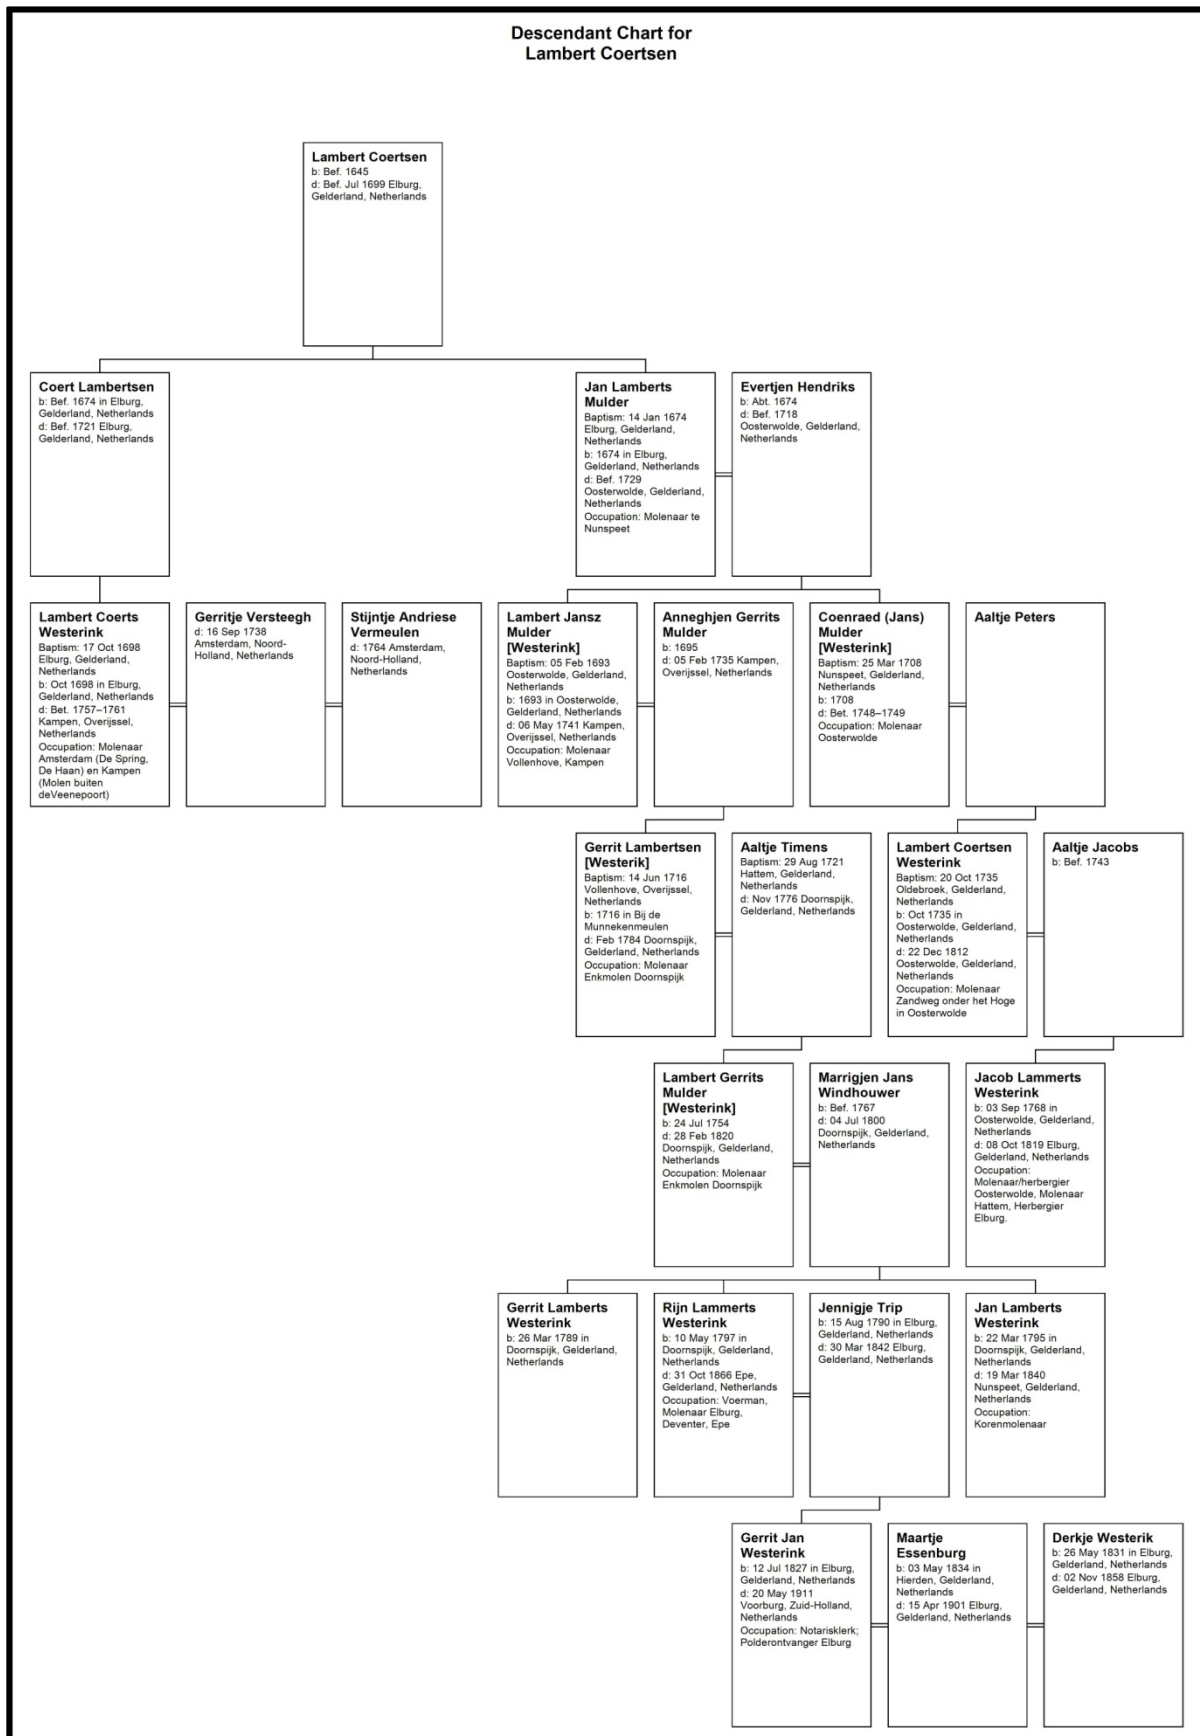 Descendant Chart for
Lambert Coertsen
Lambert Coertsen
b: Bef. 1645
d: Bef. Jul 1699 Elburg,
Gelderland, Netherlands
Coert Lambertsen
b: Bef. 1674 in Elburg,
Gelderland, Netherlands
d: Bef. 1721 Elburg,
Gelderland, Netherlands
Jan Lamberts
Mulder
Baptism: 14 Jan 1674
Elburg, Gelderland,
Netherlands
b: 1674 in Elburg,
Gelderland, Netherlands
d: Bef. 1729
Oosterwolde, Gelderland,
Netherlands
Occupation: Molenaar te
Nunspeet
Evertjen Hendriks
b: Abt. 1674
d: Bef. 1718
Oosterwolde, Gelderland,
Netherlands
Lambert Coerts
Westerink
Baptism: 17 Oct 1698
Elburg, Gelderland,
Netherlands
b: Oct 1698 in Elburg,
Gelderland, Netherlands
d: Bet. 1757–1761
Kampen, Overijssel,
Netherlands
Occupation: Molenaar
Amsterdam (De Spring,
De Haan) en Kampen
(Molen buiten
deVeenepoort)
Gerritje Versteegh
d: 16 Sep 1738
Amsterdam, Noord-
Holland, Netherlands
Stijntje Andriese
Vermeulen
d: 1764 Amsterdam,
Noord-Holland,
Netherlands
Lambert Jansz
Mulder
[Westerink]
Baptism: 05 Feb 1693
Oosterwolde, Gelderland,
Netherlands
b: 1693 in Oosterwolde,
Gelderland, Netherlands
d: 06 May 1741 Kampen,
Overijssel, Netherlands
Occupation: Molenaar
Vollenhove, Kampen
Anneghjen Gerrits
Mulder
b: 1695
d: 05 Feb 1735 Kampen,
Overijssel, Netherlands
Coenraed (Jans)
Mulder
[Westerink]
Baptism: 25 Mar 1708
Nunspeet, Gelderland,
Netherlands
b: 1708
d: Bet. 1748–1749
Occupation: Molenaar
Oosterwolde
Aaltje Peters
Gerrit Lambertsen
[Westerik]
Baptism: 14 Jun 1716
Vollenhove, Overijssel,
Netherlands
b: 1716 in Bij de
Munnekenmeulen
d: Feb 1784 Doornspijk,
Gelderland, Netherlands
Occupation: Molenaar
Enkmolen Doornspijk
Aaltje Timens
Baptism: 29 Aug 1721
Hattem, Gelderland,
Netherlands
d: Nov 1776 Doornspijk,
Gelderland, Netherlands
Lambert Coertsen
Westerink
Baptism: 20 Oct 1735
Oldebroek, Gelderland,
Netherlands
b: Oct 1735 in
Oosterwolde, Gelderland,
Netherlands
d: 22 Dec 1812
Oosterwolde, Gelderland,
Netherlands
Occupation: Molenaar
Zandweg onder het Hoge
in Oosterwolde
Aaltje Jacobs
b: Bef. 1743
Lambert Gerrits
Mulder
[Westerink]
b: 24 Jul 1754
d: 28 Feb 1820
Doornspijk, Gelderland,
Netherlands
Occupation: Molenaar
Enkmolen Doornspijk
Marrigjen Jans
Windhouwer
b: Bef. 1767
d: 04 Jul 1800
Doornspijk, Gelderland,
Netherlands
Jacob Lammerts
Westerink
b: 03 Sep 1768 in
Oosterwolde, Gelderland,
Netherlands
d: 08 Oct 1819 Elburg,
Gelderland, Netherlands
Occupation:
Molenaar/herbergier
Oosterwolde, Molenaar
Hattem, Herbergier
Elburg.
Gerrit Lamberts
Westerink
b: 26 Mar 1789 in
Doornspijk, Gelderland,
Netherlands
Rijn Lammerts
Westerink
b: 10 May 1797 in
Doornspijk, Gelderland,
Netherlands
d: 31 Oct 1866 Epe,
Gelderland, Netherlands
Occupation: Voerman,
Molenaar Elburg,
Deventer, Epe
Jennigje Trip
b: 15 Aug 1790 in Elburg,
Gelderland, Netherlands
d: 30 Mar 1842 Elburg,
Gelderland, Netherlands
Jan Lamberts
Westerink
b: 22 Mar 1795 in
Doornspijk, Gelderland,
Netherlands
d: 19 Mar 1840
Nunspeet, Gelderland,
Netherlands
Occupation:
Korenmolenaar
Gerrit Jan
Westerink
b: 12 Jul 1827 in Elburg,
Gelderland, Netherlands
d: 20 May 1911
Voorburg, Zuid-Holland,
Netherlands
Occupation: Notarisklerk;
Polderontvanger Elburg
Maartje
Essenburg
b: 03 May 1834 in
Hierden, Gelderland,
Netherlands
d: 15 Apr 1901 Elburg,
Gelderland, Netherlands
Derkje Westerik
b: 26 May 1831 in Elburg,
Gelderland, Netherlands
d: 02 Nov 1858 Elburg,
Gelderland, Netherlands